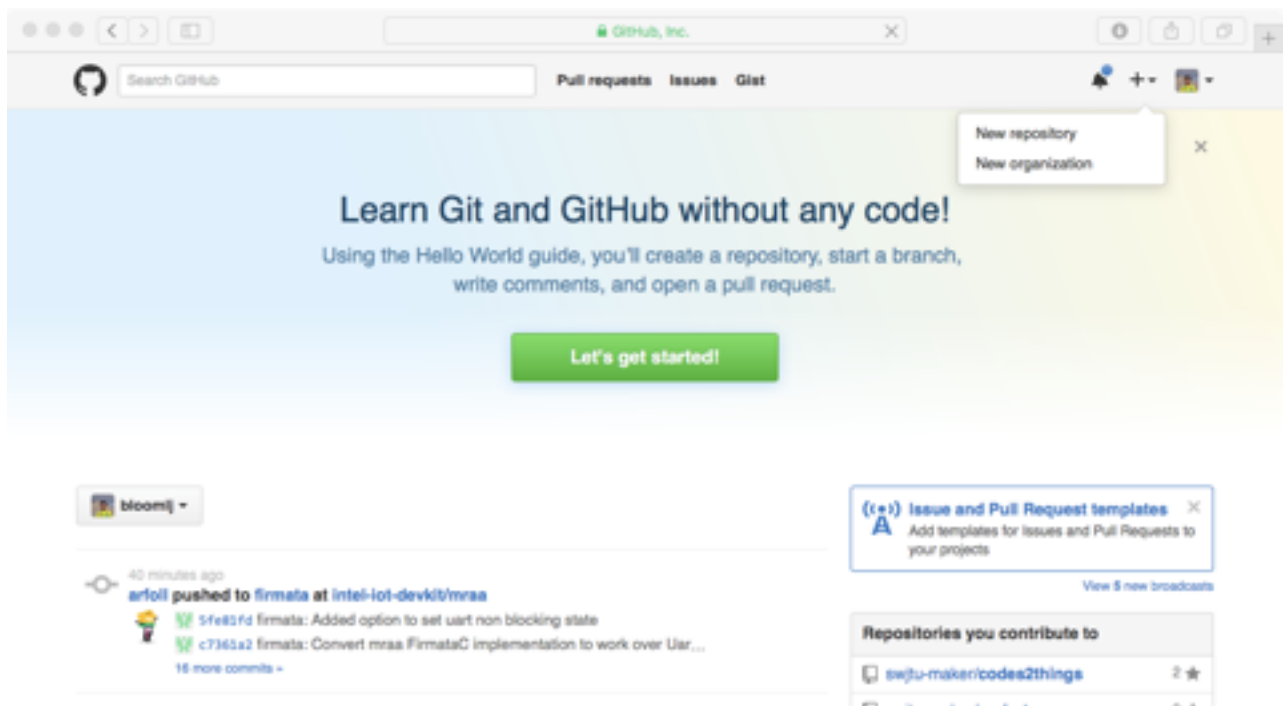 GitHub, Inc.
Search GitHub
Pull requests Issues Gist
New repository
New organization
Learn Git and GitHub without any code!
Using the Hello World guide, you'll create a repository, start a branch,
write comments, and open a pull request.
Let's get started!
bloomlj
Issue and Pull Request templates
Add templates for Issues and Pull Requests to
your projects
View 5 new broadcasts
40 minutes ago
arfoll pushed to firmata at intel-iot-devkit/mraa
5fe81fd firmata: Added option to set uart non blocking state
c7361a2 firmata: Convert mraa FirmataC implementation to work over Uar...
16 more commits »
Repositories you contribute to
swjtu-maker/codes2things 2